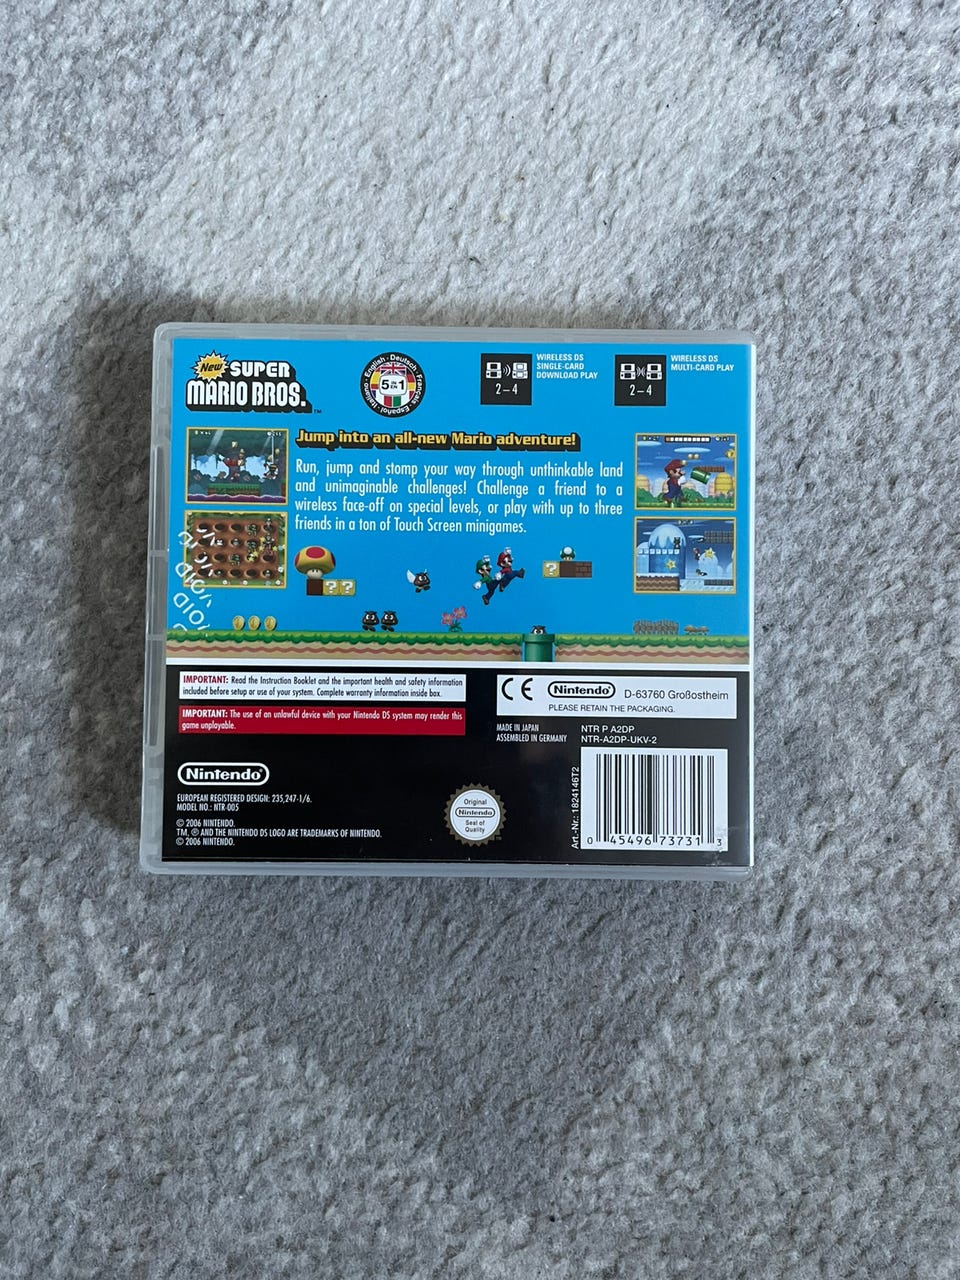 New SUPER
MARIO BROS.™
English · Deutsch · Français · Español · Italiano
5 IN 1
WIRELESS DS
SINGLE-CARD
DOWNLOAD PLAY
2–4
WIRELESS DS
MULTI-CARD PLAY
2–4
Jump into an all-new Mario adventure!
Run, jump and stomp your way through unthinkable land
and unimaginable challenges! Challenge a friend to a
wireless face-off on special levels, or play with up to three
friends in a ton of Touch Screen minigames.
VOID
VOID
VOID
IMPORTANT: Read the Instruction Booklet and the important health and safety information
included before setup or use of your system. Complete warranty information inside box.
IMPORTANT: The use of an unlawful device with your Nintendo DS system may render this
game unplayable.
CE Nintendo® D-63760 Großostheim
PLEASE RETAIN THE PACKAGING.
MADE IN JAPAN
ASSEMBLED IN GERMANY
NTR P A2DP
NTR-A2DP-UKV-2
Nintendo®
EUROPEAN REGISTERED DESIGN: 235,247-1/6.
MODEL NO.: NTR-005
© 2006 NINTENDO.
TM, ® AND THE NINTENDO DS LOGO ARE TRADEMARKS OF NINTENDO.
© 2006 NINTENDO.
Original
Nintendo
Seal of
Quality
Art.-Nr.: 1824146T2
0 45496 73731 3